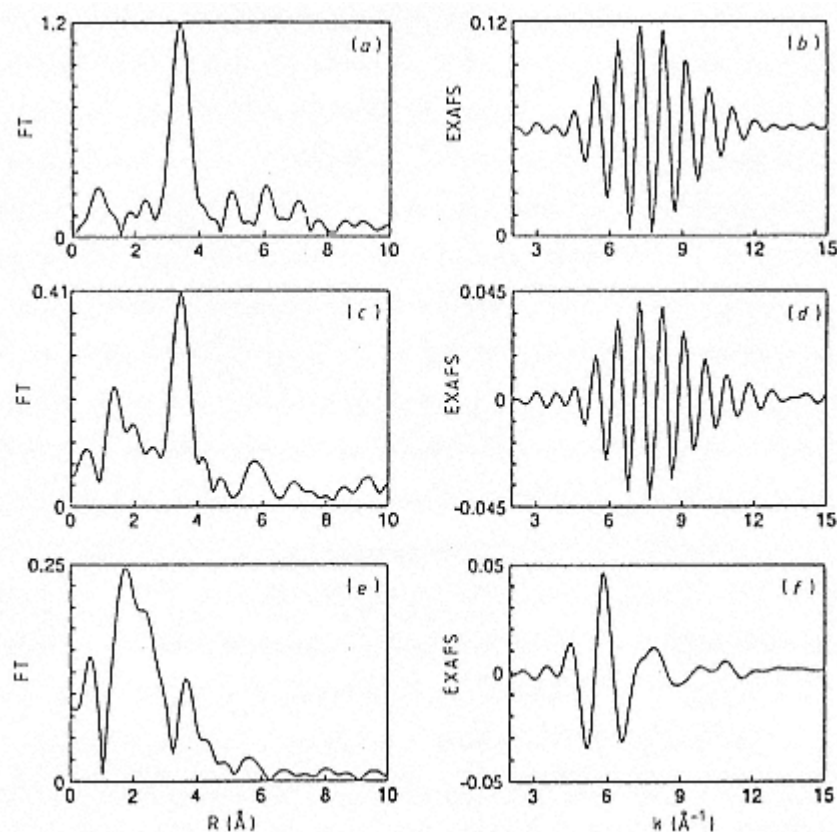 1.2 (a) 0.12 (b)
FT EXAFS
0 0
0 2 4 6 8 10 3 6 9 12 15
0.41 (c) 0.045 (d)
FT EXAFS 0
0 -0.045
0 2 4 6 8 10 3 6 9 12 15
0.25 (e) 0.05 (f)
FT EXAFS 0
0 -0.05
0 2 4 6 8 10 3 6 9 12 15
R (Å) k (Å⁻¹)